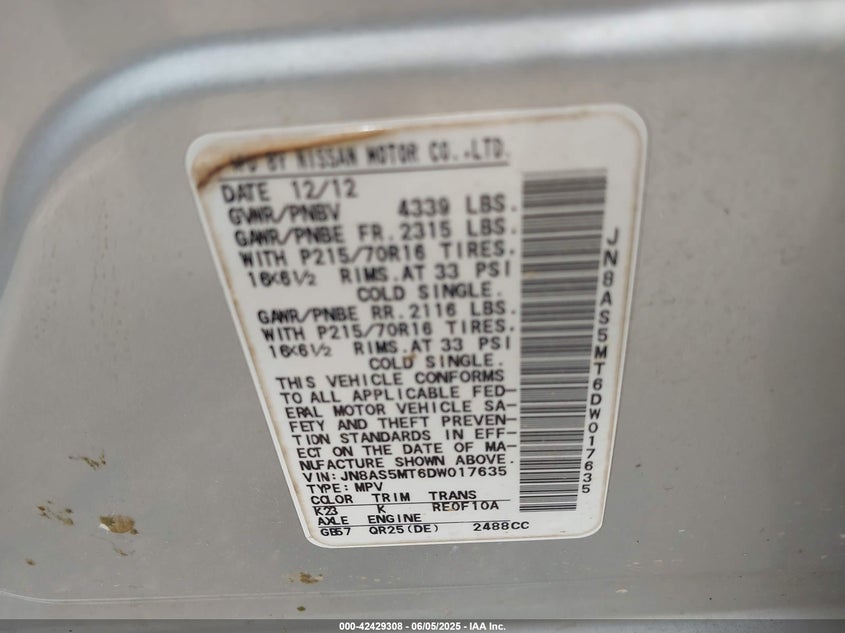 MFD BY NISSAN MOTOR CO.,LTD.
DATE 12/12
GVWR/PNBV 4339 LBS.
GAWR/PNBE FR.2315 LBS.
WITH P215/70R16 TIRES.
16x6 1/2 RIMS.AT 33 PSI
COLD SINGLE.
GAWR/PNBE RR.2116 LBS.
WITH P215/70R16 TIRES.
16x6 1/2 RIMS.AT 33 PSI
COLD SINGLE.
THIS VEHICLE CONFORMS
TO ALL APPLICABLE FED-
ERAL MOTOR VEHICLE SA-
FETY AND THEFT PREVEN-
TION STANDARDS IN EFF-
ECT ON THE DATE OF MA-
NUFACTURE SHOWN ABOVE.
VIN: JN8AS5MT6DW017635
TYPE: MPV
COLOR TRIM TRANS
K23 K RE0F10A
AXLE ENGINE
GB57 QR25(DE) 2488CC
JN8AS5MT6DW017635
000-42429308 - 06/05/2025 - IAA Inc.